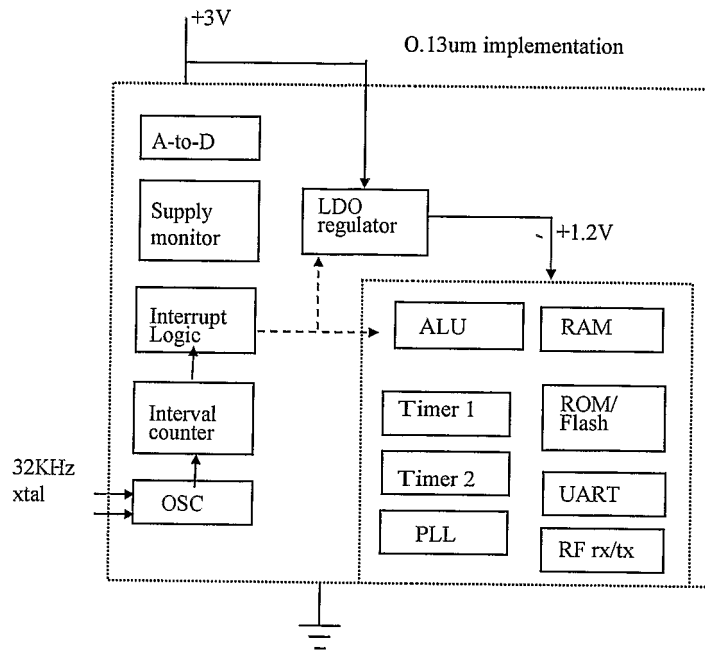 +3V
0.13um implementation
A-to-D
Supply
monitor
LDO
regulator
+1.2V
Interrupt
Logic
ALU
RAM
Interval
counter
Timer 1
ROM/
Flash
32KHz
xtal
OSC
Timer 2
UART
PLL
RF rx/tx